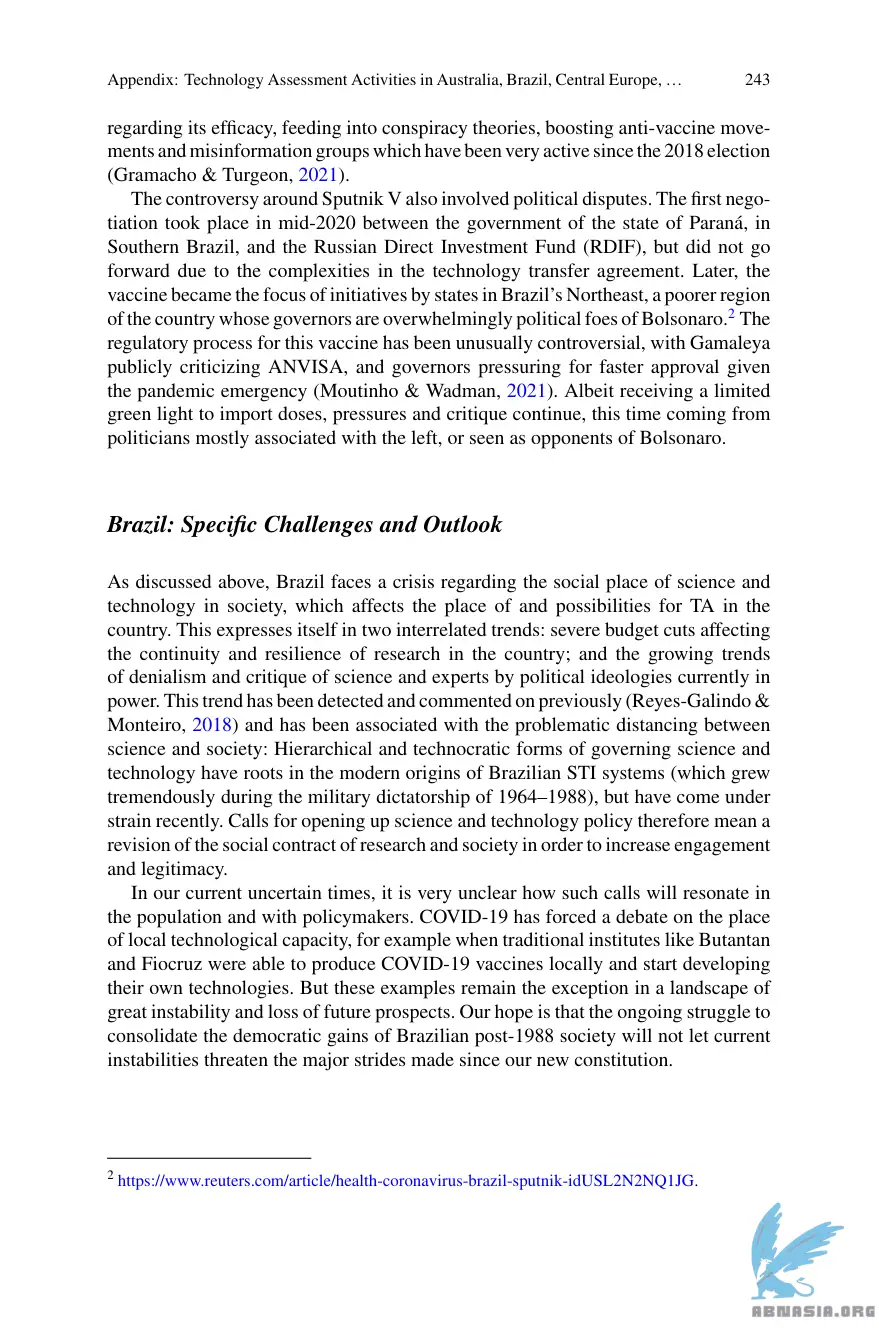 Appendix: Technology Assessment Activities in Australia, Brazil, Central Europe, … 243
regarding its efficacy, feeding into conspiracy theories, boosting anti-vaccine move-
ments and misinformation groups which have been very active since the 2018 election
(Gramacho & Turgeon, 2021).
The controversy around Sputnik V also involved political disputes. The first nego-
tiation took place in mid-2020 between the government of the state of Paraná, in
Southern Brazil, and the Russian Direct Investment Fund (RDIF), but did not go
forward due to the complexities in the technology transfer agreement. Later, the
vaccine became the focus of initiatives by states in Brazil's Northeast, a poorer region
of the country whose governors are overwhelmingly political foes of Bolsonaro.2 The
regulatory process for this vaccine has been unusually controversial, with Gamaleya
publicly criticizing ANVISA, and governors pressuring for faster approval given
the pandemic emergency (Moutinho & Wadman, 2021). Albeit receiving a limited
green light to import doses, pressures and critique continue, this time coming from
politicians mostly associated with the left, or seen as opponents of Bolsonaro.
Brazil: Specific Challenges and Outlook
As discussed above, Brazil faces a crisis regarding the social place of science and
technology in society, which affects the place of and possibilities for TA in the
country. This expresses itself in two interrelated trends: severe budget cuts affecting
the continuity and resilience of research in the country; and the growing trends
of denialism and critique of science and experts by political ideologies currently in
power. This trend has been detected and commented on previously (Reyes-Galindo &
Monteiro, 2018) and has been associated with the problematic distancing between
science and society: Hierarchical and technocratic forms of governing science and
technology have roots in the modern origins of Brazilian STI systems (which grew
tremendously during the military dictatorship of 1964–1988), but have come under
strain recently. Calls for opening up science and technology policy therefore mean a
revision of the social contract of research and society in order to increase engagement
and legitimacy.
In our current uncertain times, it is very unclear how such calls will resonate in
the population and with policymakers. COVID-19 has forced a debate on the place
of local technological capacity, for example when traditional institutes like Butantan
and Fiocruz were able to produce COVID-19 vaccines locally and start developing
their own technologies. But these examples remain the exception in a landscape of
great instability and loss of future prospects. Our hope is that the ongoing struggle to
consolidate the democratic gains of Brazilian post-1988 society will not let current
instabilities threaten the major strides made since our new constitution.
2 https://www.reuters.com/article/health-coronavirus-brazil-sputnik-idUSL2N2NQ1JG.
ABNASIA.ORG